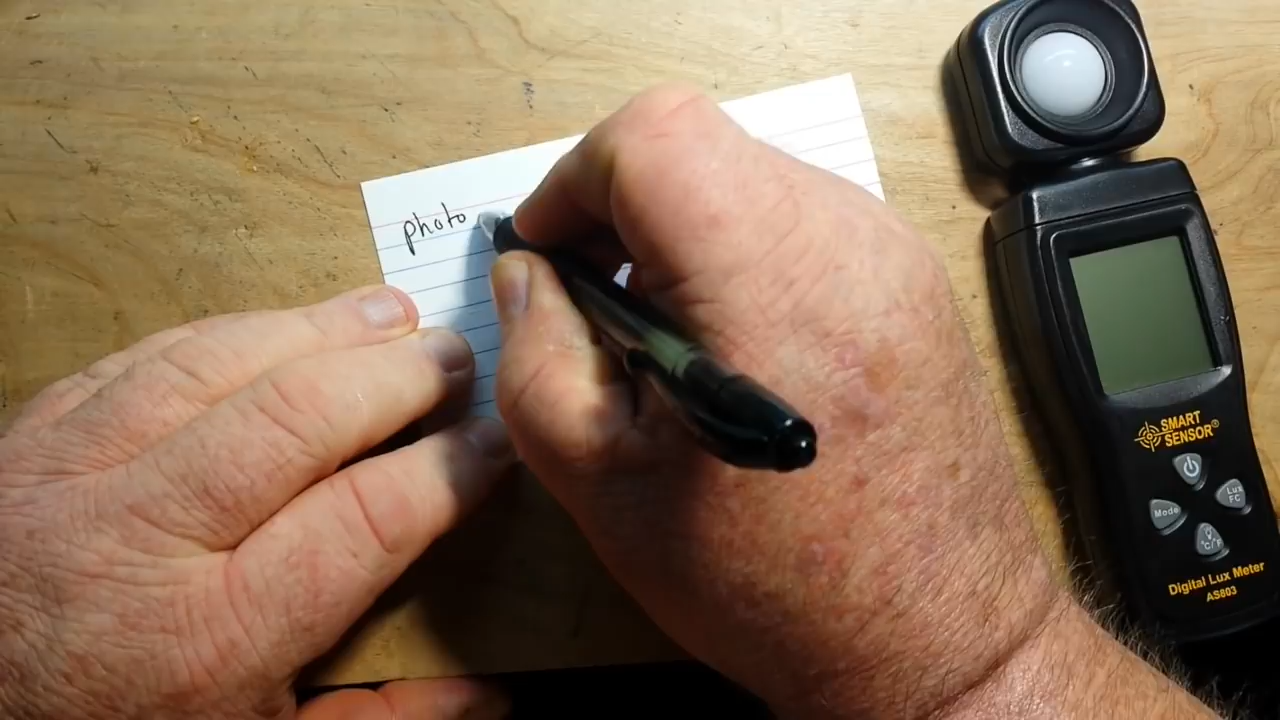 photo
SMART
SENSOR®
Lux
FC
Mode
°C/F
Digital Lux Meter
AS803